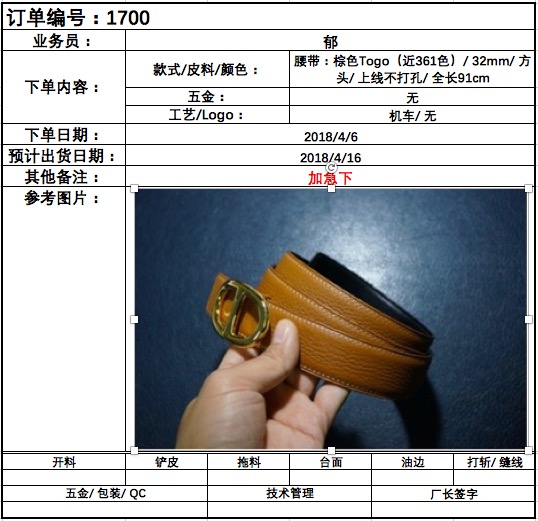 订单编号：1700
业务员：
郁
下单内容：
款式/皮料/颜色：
腰带：棕色Togo（近361色）/ 32mm/ 方
头/ 上线不打孔/ 全长91cm
五金：
无
工艺/Logo：
机车/ 无
下单日期：
2018/4/6
预计出货日期：
2018/4/16
其他备注：
加急下
参考图片：
开料
铲皮
拖料
台面
油边
打斩/ 缝线
五金/ 包装/ QC
技术管理
厂长签字